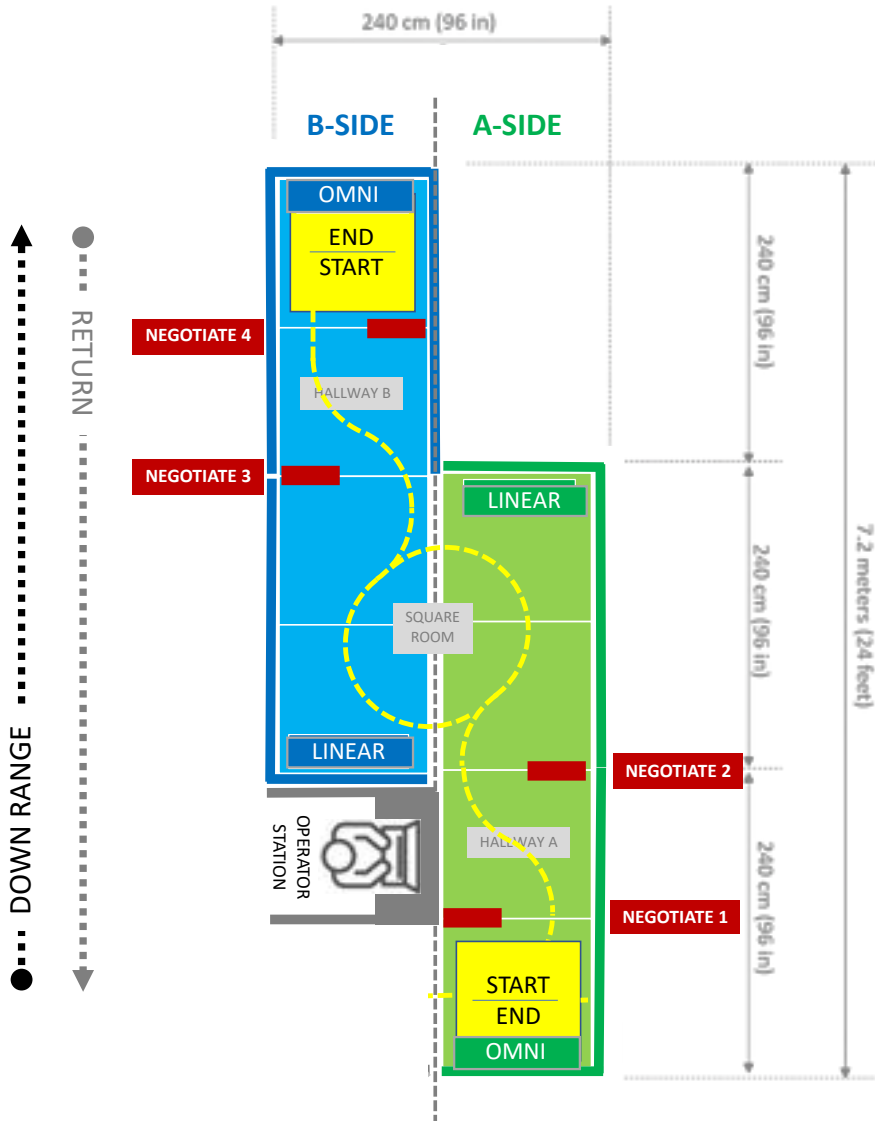 240 cm (96 in)
B-SIDE
A-SIDE
OMNI
END
START
NEGOTIATE 4
HALLWAY B
NEGOTIATE 3
LINEAR
SQUARE
ROOM
LINEAR
NEGOTIATE 2
OPERATOR
STATION
HALLWAY A
NEGOTIATE 1
START
END
OMNI
DOWN RANGE
RETURN
240 cm (96 in)
240 cm (96 in)
240 cm (96 in)
7.2 meters (24 feet)